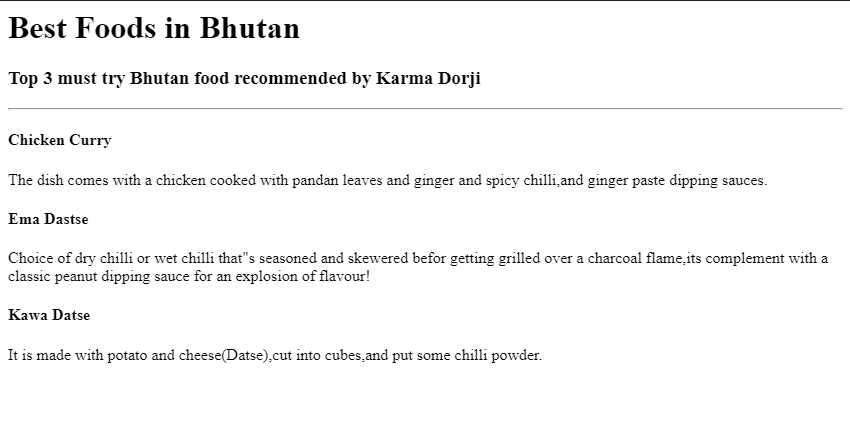 Best Foods in Bhutan
Top 3 must try Bhutan food recommended by Karma Dorji
Chicken Curry
The dish comes with a chicken cooked with pandan leaves and ginger and spicy chilli,and ginger paste dipping sauces.
Ema Dastse
Choice of dry chilli or wet chilli that"s seasoned and skewered befor getting grilled over a charcoal flame,its complement with a
classic peanut dipping sauce for an explosion of flavour!
Kawa Datse
It is made with potato and cheese(Datse),cut into cubes,and put some chilli powder.